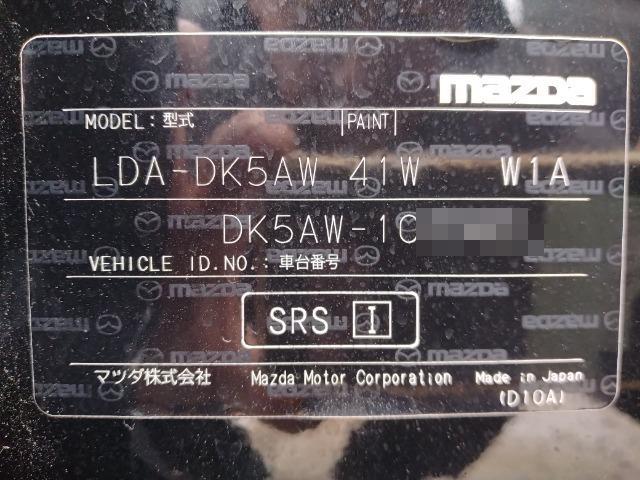 mazda
MODEL：型式 PAINT
LDA-DK5AW 41W W1A
DK5AW-1
VEHICLE ID.NO.：車台番号
SRS I
マツダ株式会社 Mazda Motor Corporation Made in Japan
(D10A)